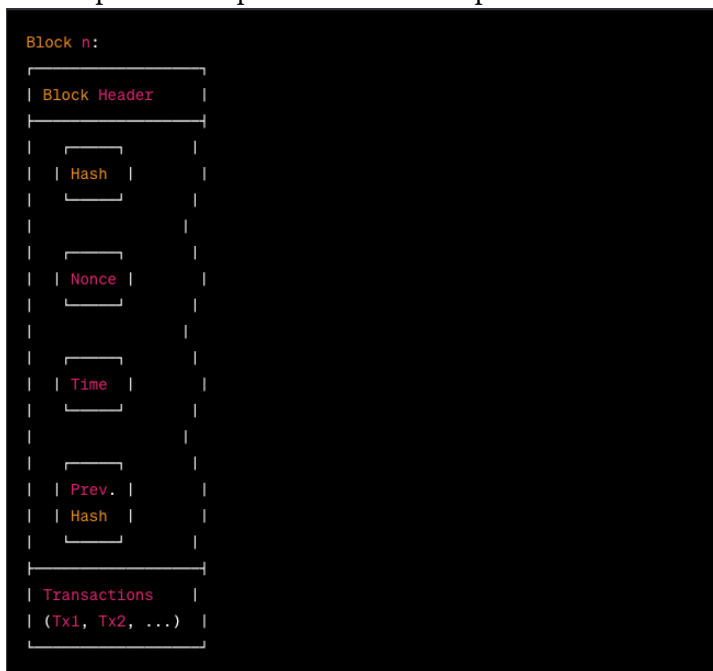 Block n:
| Block Header |
| Hash |
| Nonce |
| Time |
| Prev. |
| Hash |
| Transactions |
| (Tx1, Tx2, ...) |